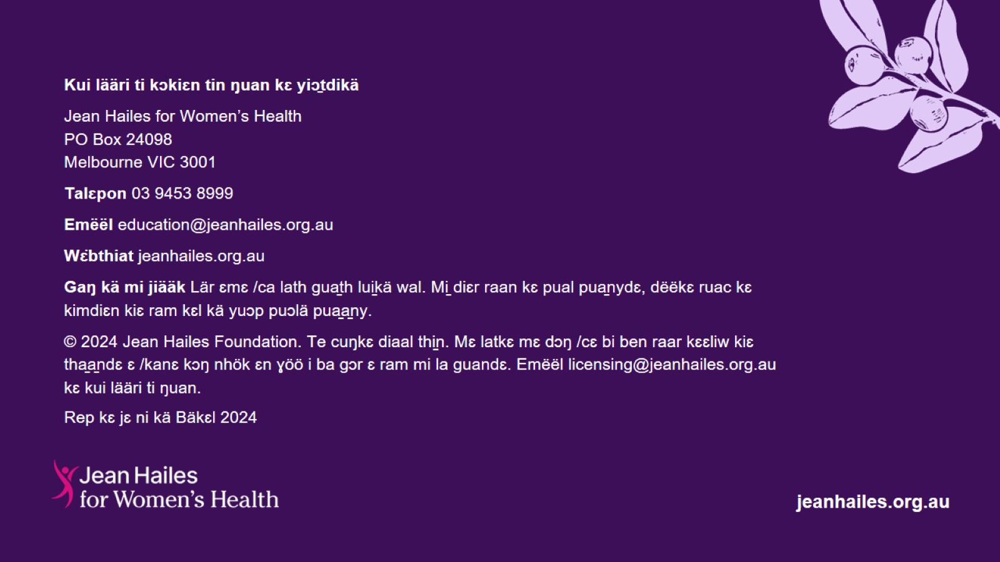 Kui lääri ti kɔkiɛn tin ŋuan kɛ yiɔṯdikä
Jean Hailes for Women’s Health
PO Box 24098
Melbourne VIC 3001
Talɛpon 03 9453 8999
Emëël education@jeanhailes.org.au
Wɛ̈bthiat jeanhailes.org.au
Gaŋ kä mi jiääk Lär ɛmɛ /ca lath guaṯh lui̱kä wal. Mi̱ diɛr raan kɛ pual pua̱nydɛ, dëëkɛ ruac kɛ
kimdiɛn kiɛ ram kɛl kä yuɔp puɔlä pua̱a̱ny.
© 2024 Jean Hailes Foundation. Te cuŋkɛ diaal thi̱n. Mɛ latkɛ mɛ dɔŋ /cɛ bi ben raar kɛɛliw kiɛ
tha̱a̱ndɛ ɛ /kanɛ kɔŋ nhök ɛn ɣöö i ba gɔr ɛ ram mi la guandɛ. Emëël licensing@jeanhailes.org.au
kɛ kui lääri ti ŋuan.
Rep kɛ jɛ ni kä Bäkɛl 2024
Jean Hailes
for Women’s Health
jeanhailes.org.au